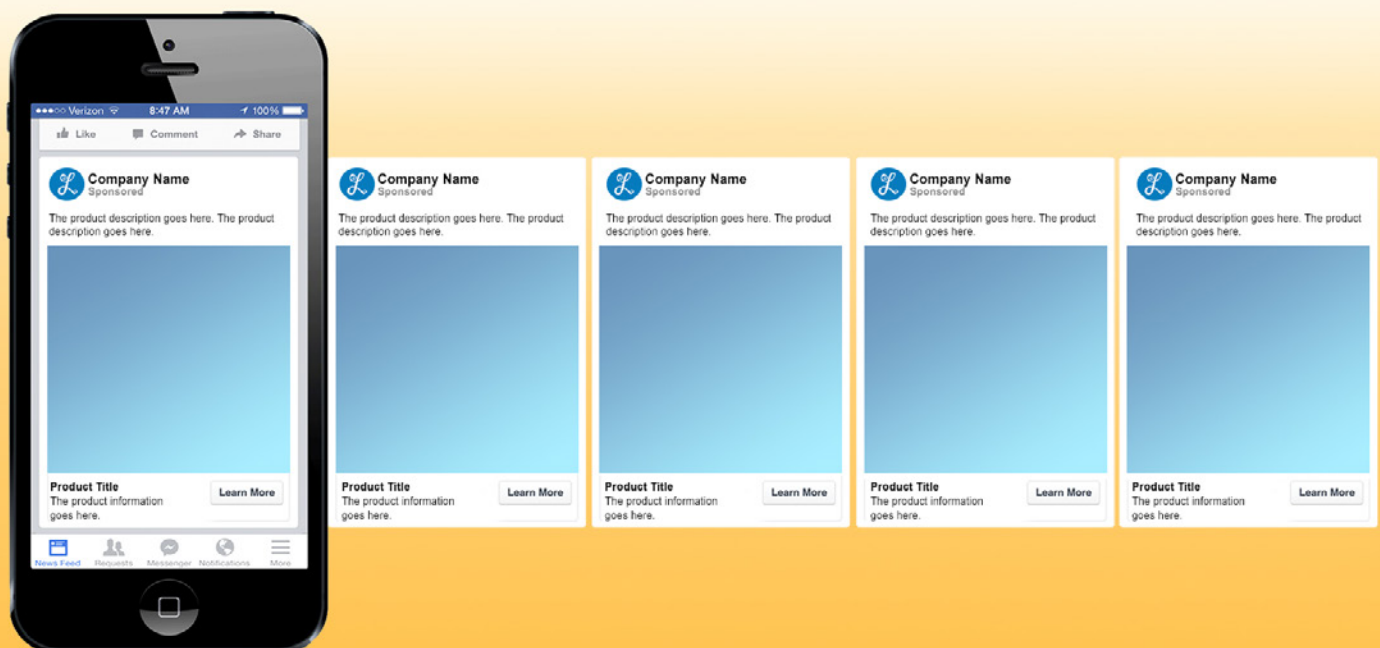 Verizon 8:47 AM 100%
Like Comment Share
Company Name
Sponsored
The product description goes here. The product
description goes here.
Product Title
The product information
goes here.
Learn More
News Feed Requests Messenger Notifications More
Company Name
Sponsored
The product description goes here. The product
description goes here.
Product Title
The product information
goes here.
Learn More
Company Name
Sponsored
The product description goes here. The product
description goes here.
Product Title
The product information
goes here.
Learn More
Company Name
Sponsored
The product description goes here. The product
description goes here.
Product Title
The product information
goes here.
Learn More
Company Name
Sponsored
The product description goes here. The product
description goes here.
Product Title
The product information
goes here.
Learn More